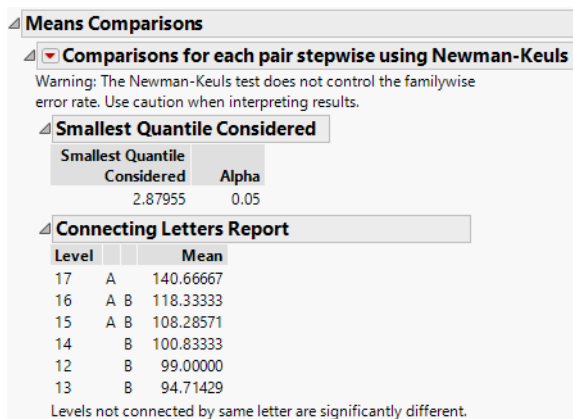 Means Comparisons
Comparisons for each pair stepwise using Newman-Keuls
Warning: The Newman-Keuls test does not control the familywise
error rate. Use caution when interpreting results.
Smallest Quantile Considered
Smallest Quantile
Considered Alpha
2.87955 0.05
Connecting Letters Report
Level Mean
17 A 140.66667
16 A B 118.33333
15 A B 108.28571
14 B 100.83333
12 B 99.00000
13 B 94.71429
Levels not connected by same letter are significantly different.